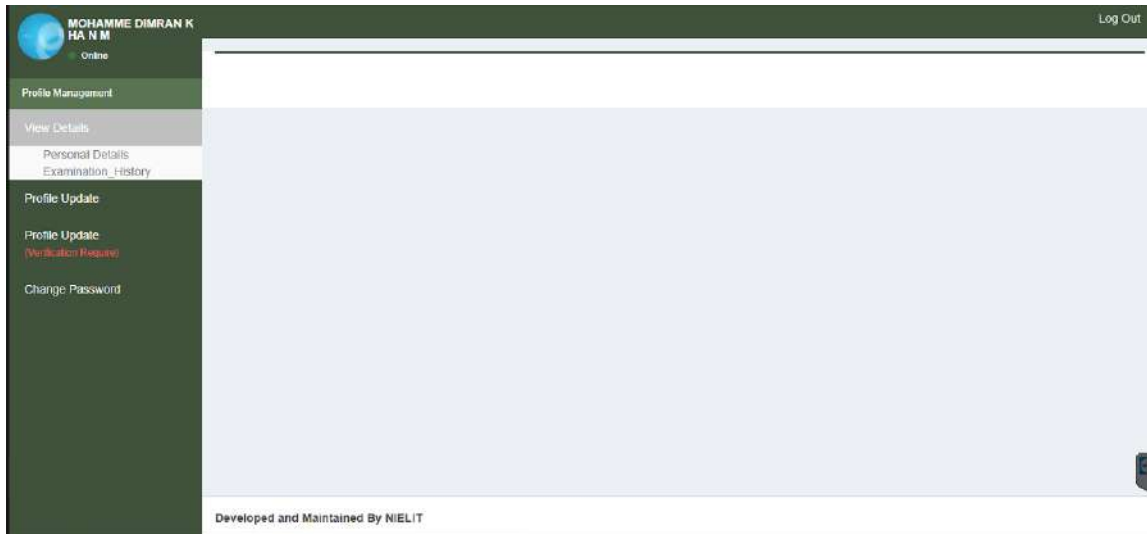 MOHAMME DIMRAN K
HA N M
Online
Log Out
Profile Management
View Details
Personal Details
Examination_History
Profile Update
Profile Update
(Verification Require)
Change Password
Developed and Maintained By NIELIT